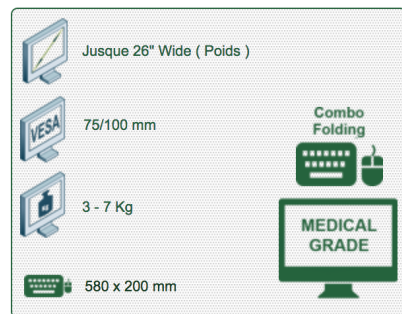 Jusque 26" Wide ( Poids )
VESA
75/100 mm
3 - 7 Kg
580 x 200 mm
Combo
Folding
MEDICAL
GRADE